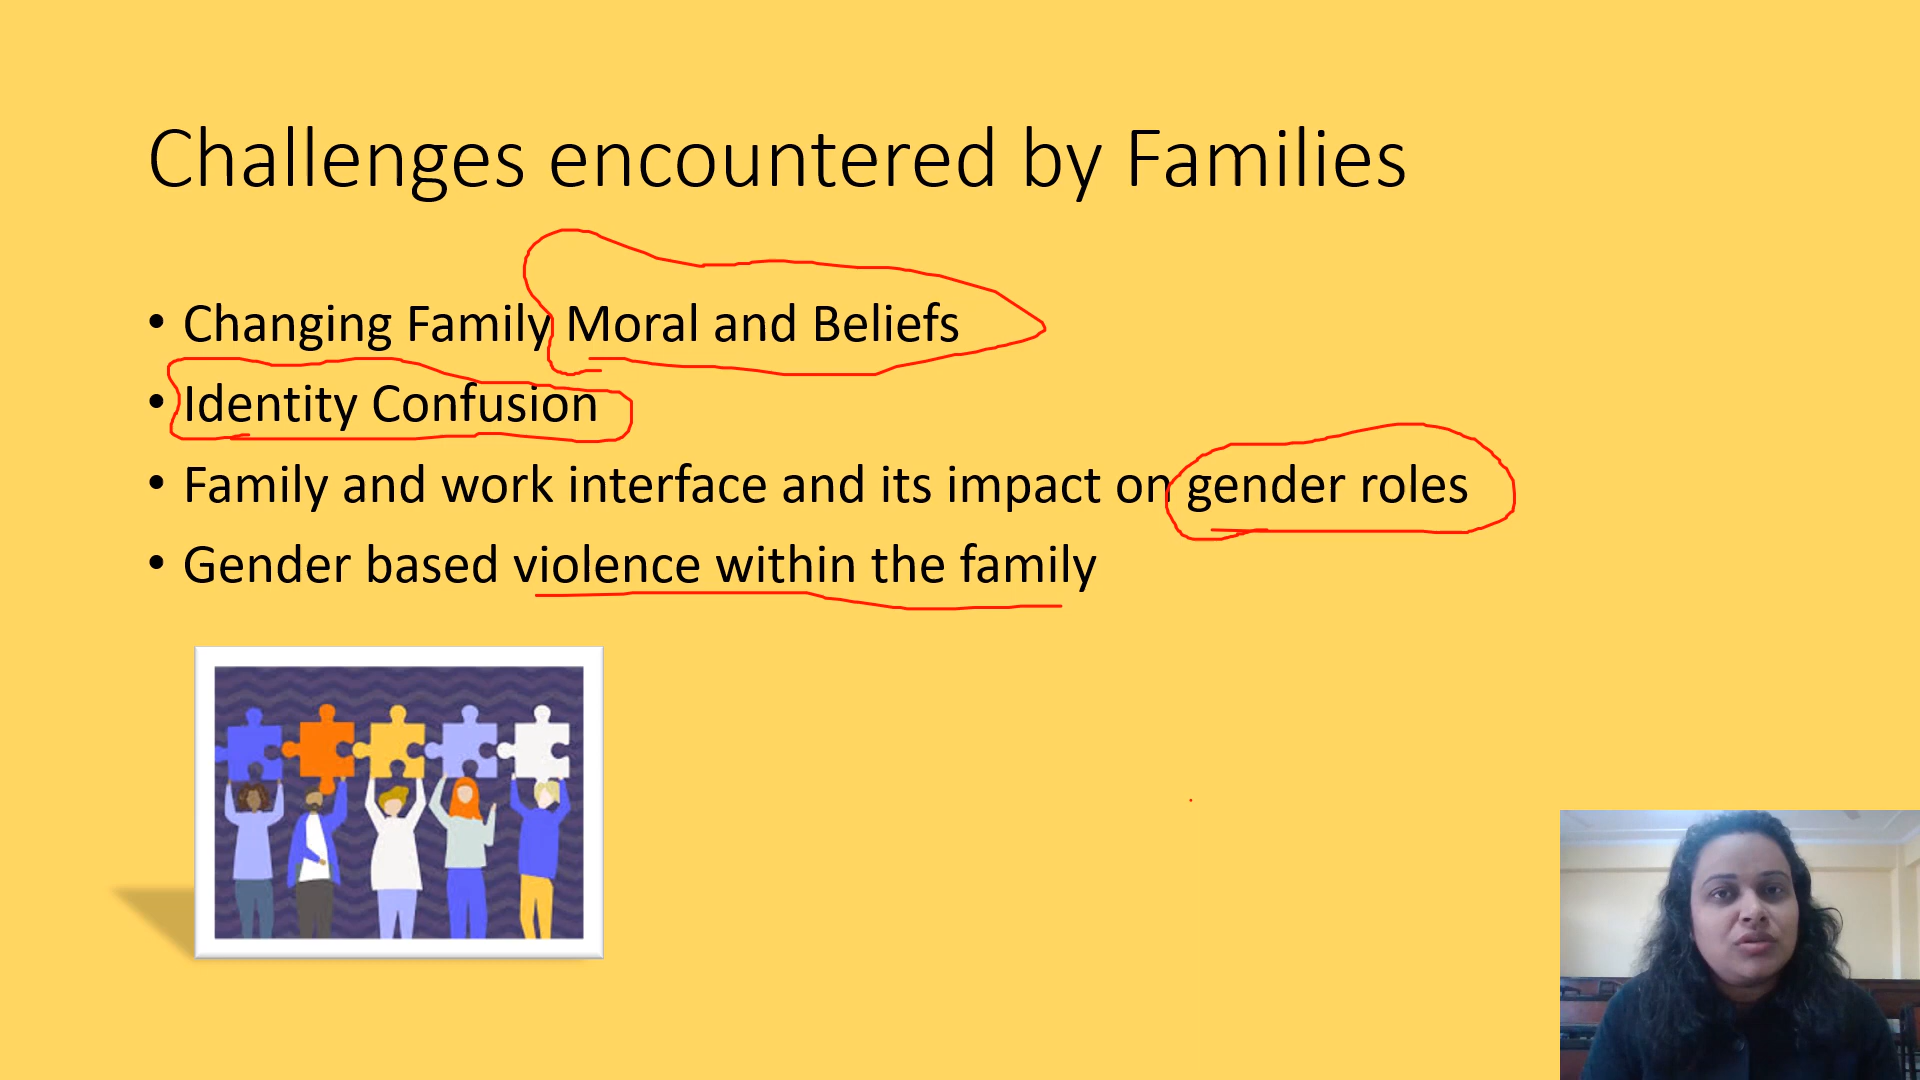 Challenges encountered by Families
• Changing Family Moral and Beliefs
• Identity Confusion
• Family and work interface and its impact on gender roles
• Gender based violence within the family